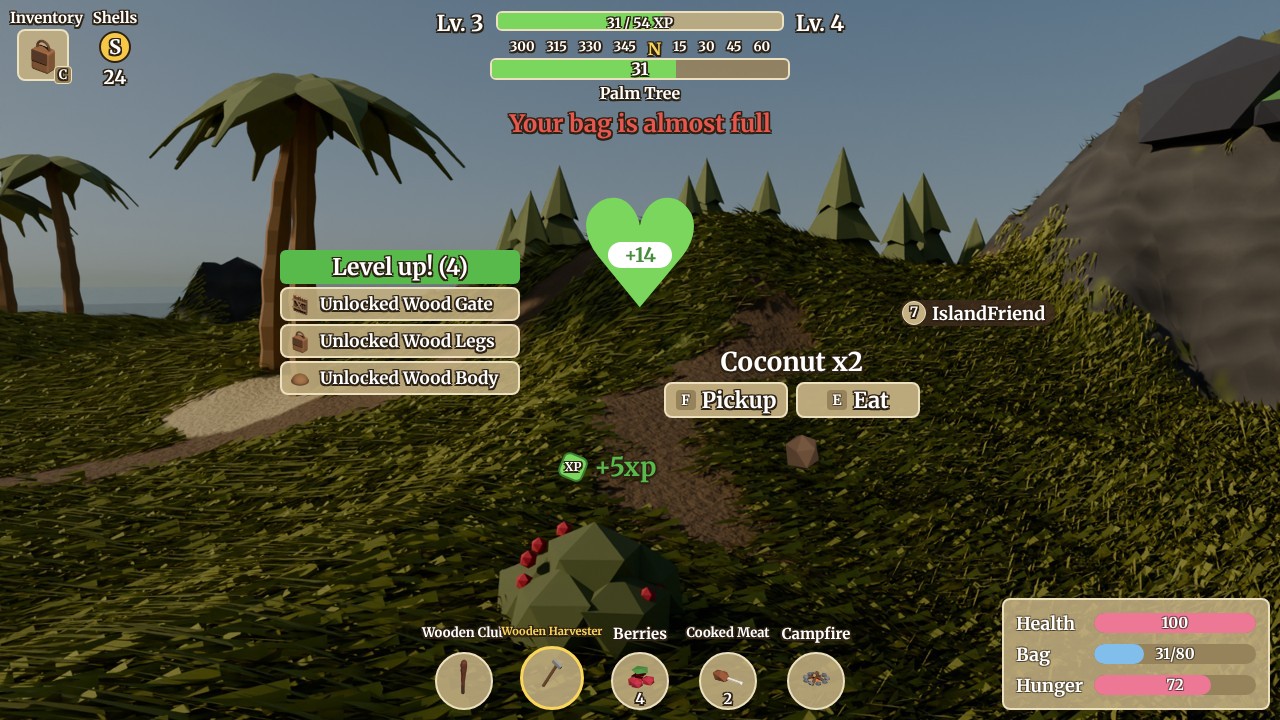 Inventory Shells
C
S
24
Lv. 3 31 / 54 XP Lv. 4
300 315 330 345 N 15 30 45 60
31
Palm Tree
Your bag is almost full
+14
Level up! (4)
Unlocked Wood Gate
Unlocked Wood Legs
Unlocked Wood Body
7 IslandFriend
Coconut x2
F Pickup E Eat
XP +5xp
Wooden Clu Wooden Harvester Berries Cooked Meat Campfire
4 2
Health 100
Bag 31/80
Hunger 72